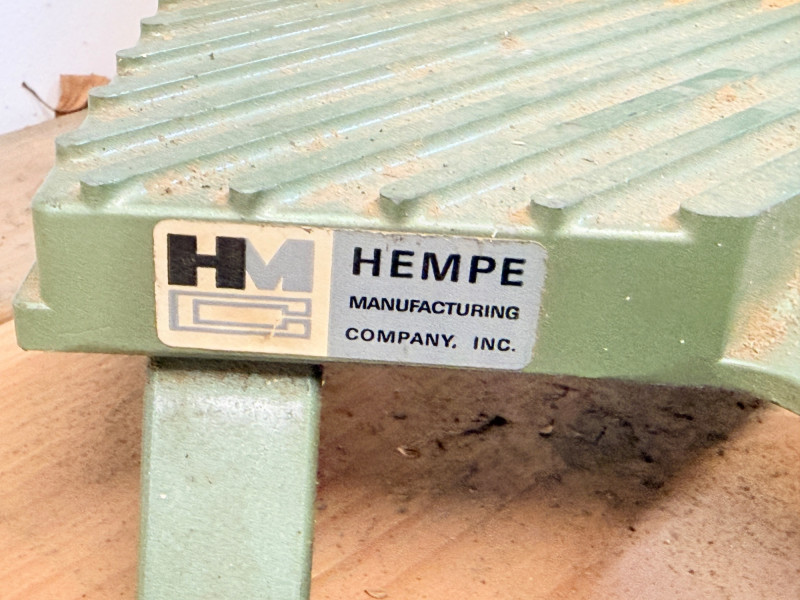 HM
C
HEMPE
MANUFACTURING
COMPANY, INC.